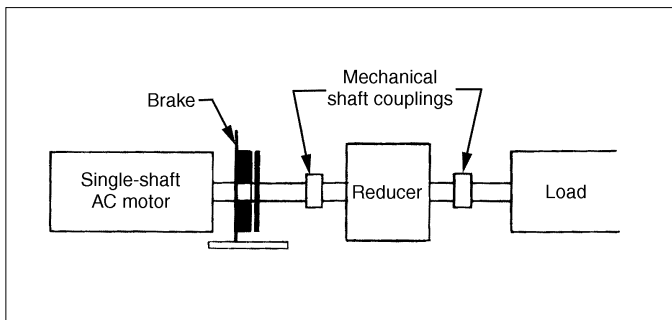 Mechanical
shaft couplings
Brake
Single-shaft
AC motor
Reducer
Load